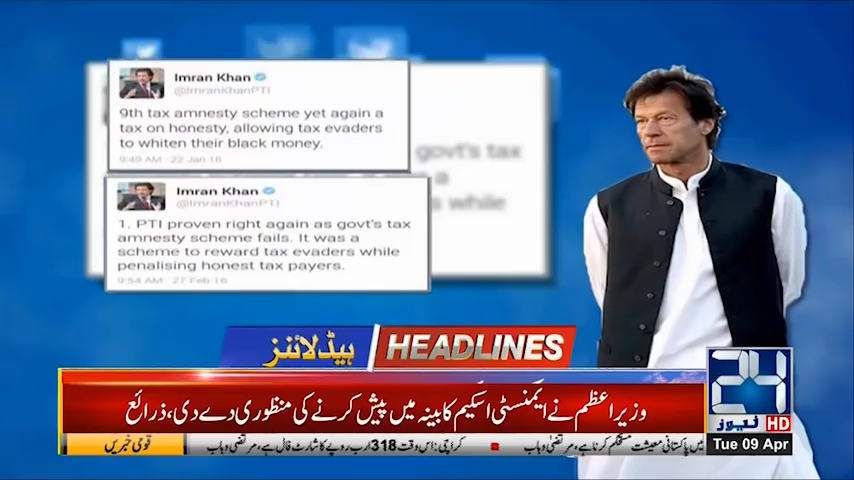 Imran Khan
@ImranKhanPTI
9th tax amnesty scheme yet again a
tax on honesty, allowing tax evaders
to whiten their black money.
9:49 AM - 22 Jan 16
govt's tax
a
s while
Imran Khan
@ImranKhanPTI
1. PTI proven right again as govt's tax
amnesty scheme fails. It was a
scheme to reward tax evaders while
penalising honest tax payers.
9:54 AM - 27 Feb 16
ہیڈلائنز HEADLINES
وزیراعظم نے ایمنسٹی اسکیم کابینہ میں پیش کرنے کی منظوری دے دی، ذرائع
24
نیوز HD
Tue 09 Apr
قومی خبریں
میں پاکستانی معیشت مستحکم کرنا ہے، مرتضیٰ وہاب ■ کراچی: اس وقت 318 ارب روپے کا شارٹ فال ہے، مرتضیٰ وہاب